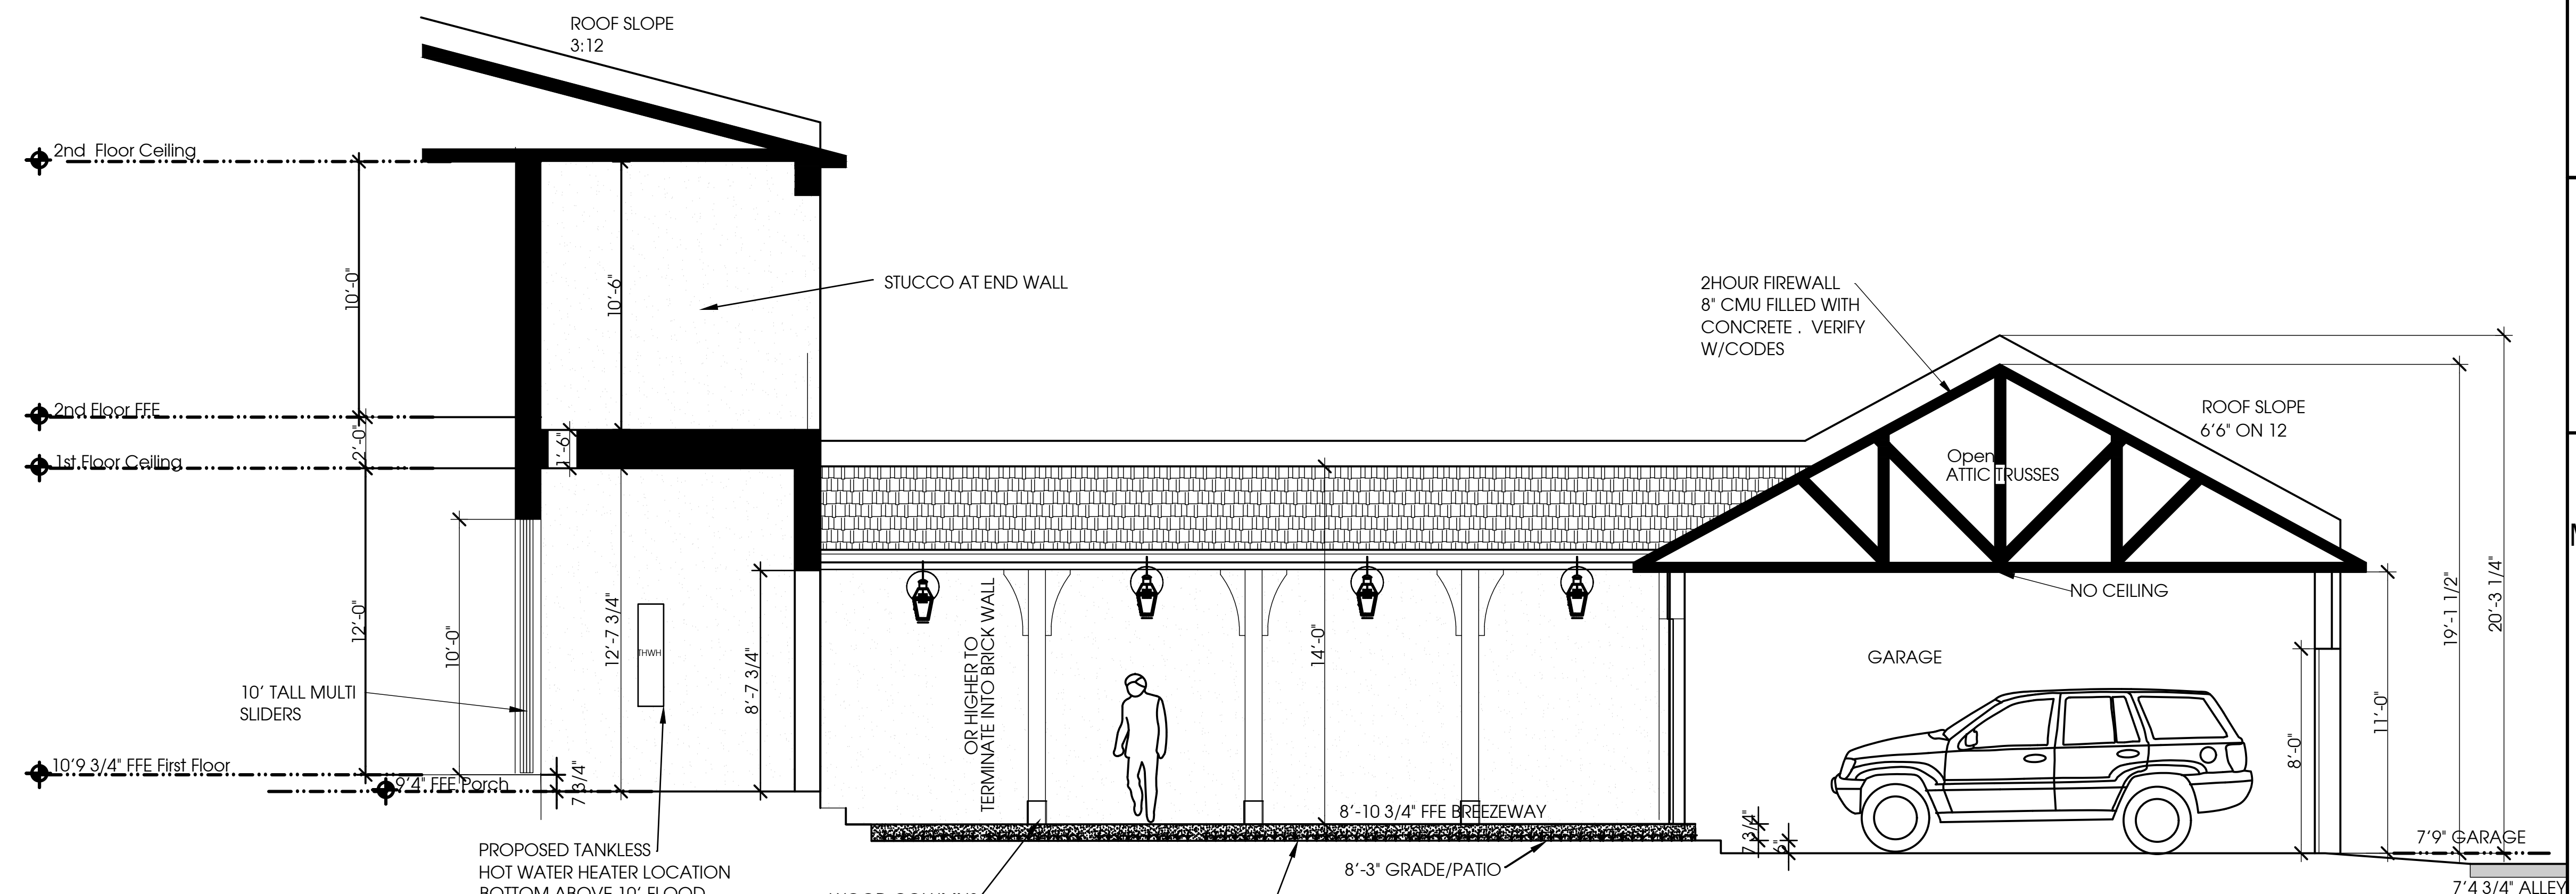 ROOF SLOPE
3:12
2nd Floor Ceiling
10'-0"
10'-6"
STUCCO AT END WALL
2HOUR FIREWALL
8" CMU FILLED WITH
CONCRETE . VERIFY
W/CODES
2nd Floor FFE
2'-0"
1'-6"
1st Floor Ceiling
ROOF SLOPE
6'6" ON 12
Open
ATTIC TRUSSES
NO CEILING
12'-0"
10'-0"
12'-7 3/4"
THWH
8'-7 3/4"
OR HIGHER TO
TERMINATE INTO BRICK WALL
14'-0"
GARAGE
8'-0"
11'-0"
19'-1 1/2"
20'-3 1/4"
10' TALL MULTI
SLIDERS
10'9 3/4" FFE First Floor
9'4" FFE Porch
7 3/4"
8'-10 3/4" FFE BREEZEWAY
7 3/4"
6"
7'9" GARAGE
PROPOSED TANKLESS
HOT WATER HEATER LOCATION
BOTTOM ABOVE 10' FLOOD
WOOD COLUMNS
8'-3" GRADE/PATIO
7'4 3/4" ALLEY